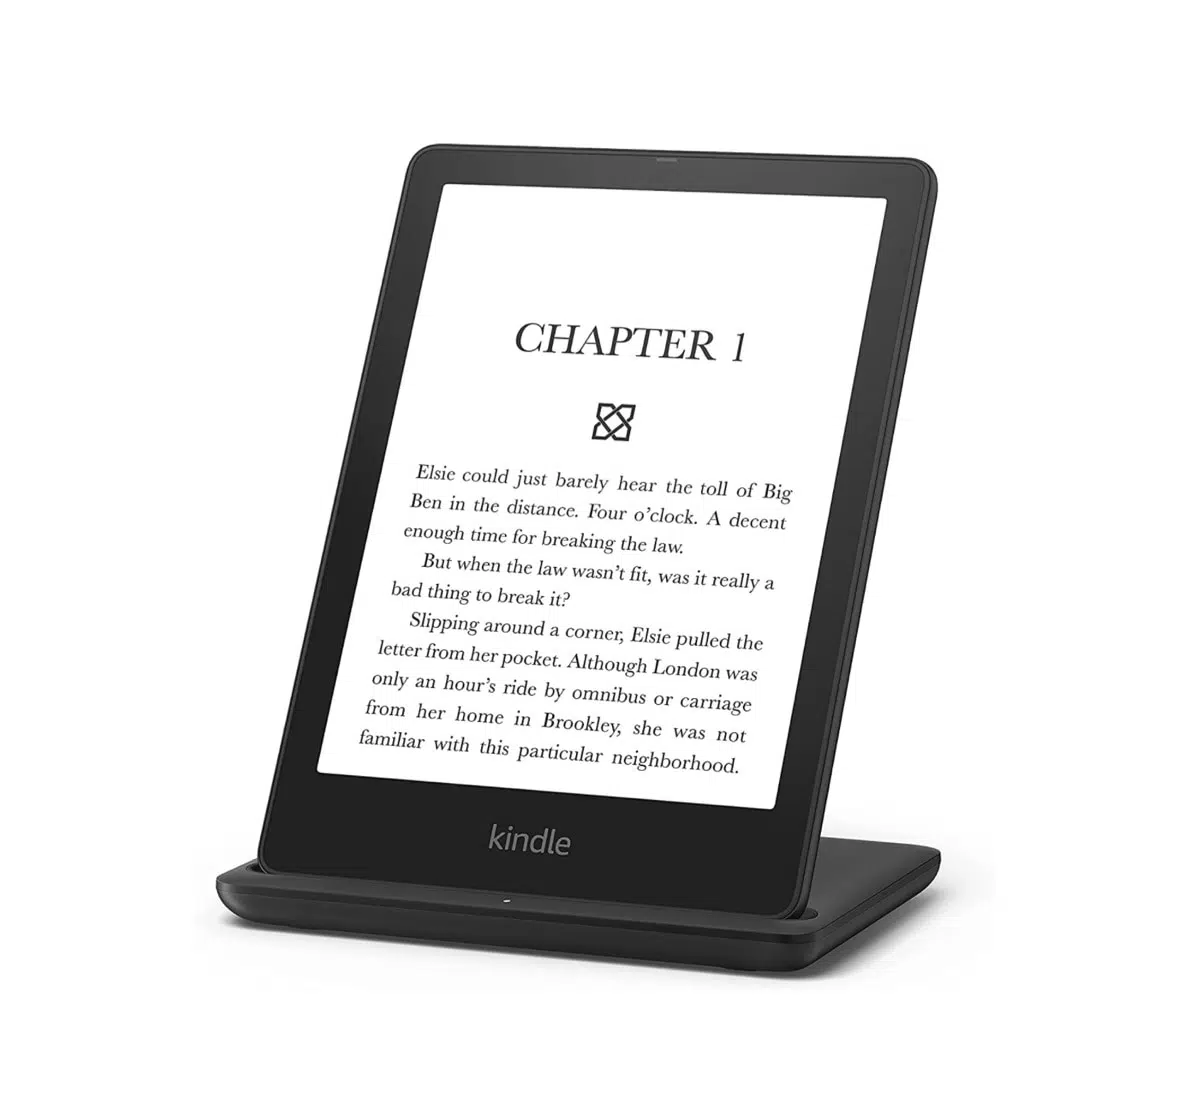 CHAPTER 1
Elsie could just barely hear the toll of Big
Ben in the distance. Four o’clock. A decent
enough time for breaking the law.
But when the law wasn’t fit, was it really a
bad thing to break it?
Slipping around a corner, Elsie pulled the
letter from her pocket. Although London was
only an hour’s ride by omnibus or carriage
from her home in Brookley, she was not
familiar with this particular neighborhood.
kindle